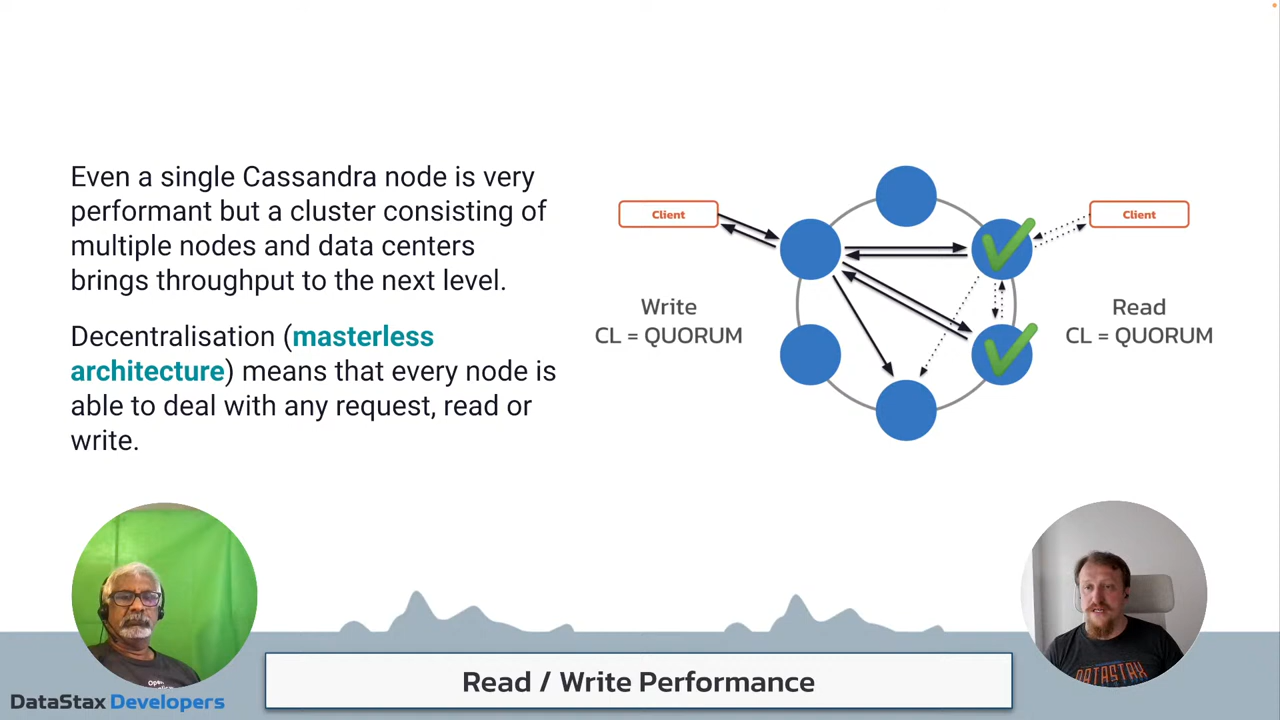 Even a single Cassandra node is very
performant but a cluster consisting of
multiple nodes and data centers
brings throughput to the next level.
Decentralisation (masterless
architecture) means that every node is
able to deal with any request, read or
write.
Client
Write
CL = QUORUM
Client
Read
CL = QUORUM
DATASTAX
Read / Write Performance
DataStax Developers